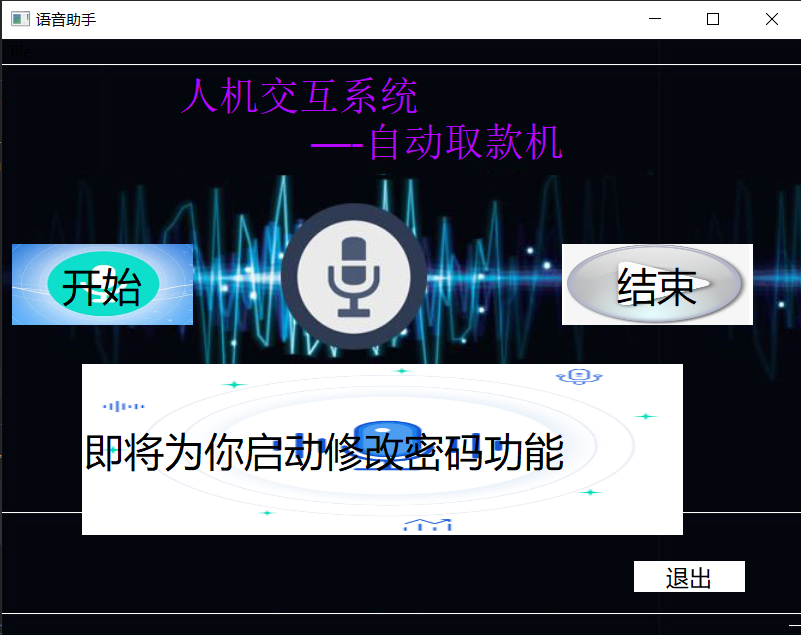 语音助手
file
人机交互系统
----自动取款机
开始
结束
即将为你启动修改密码功能
退出